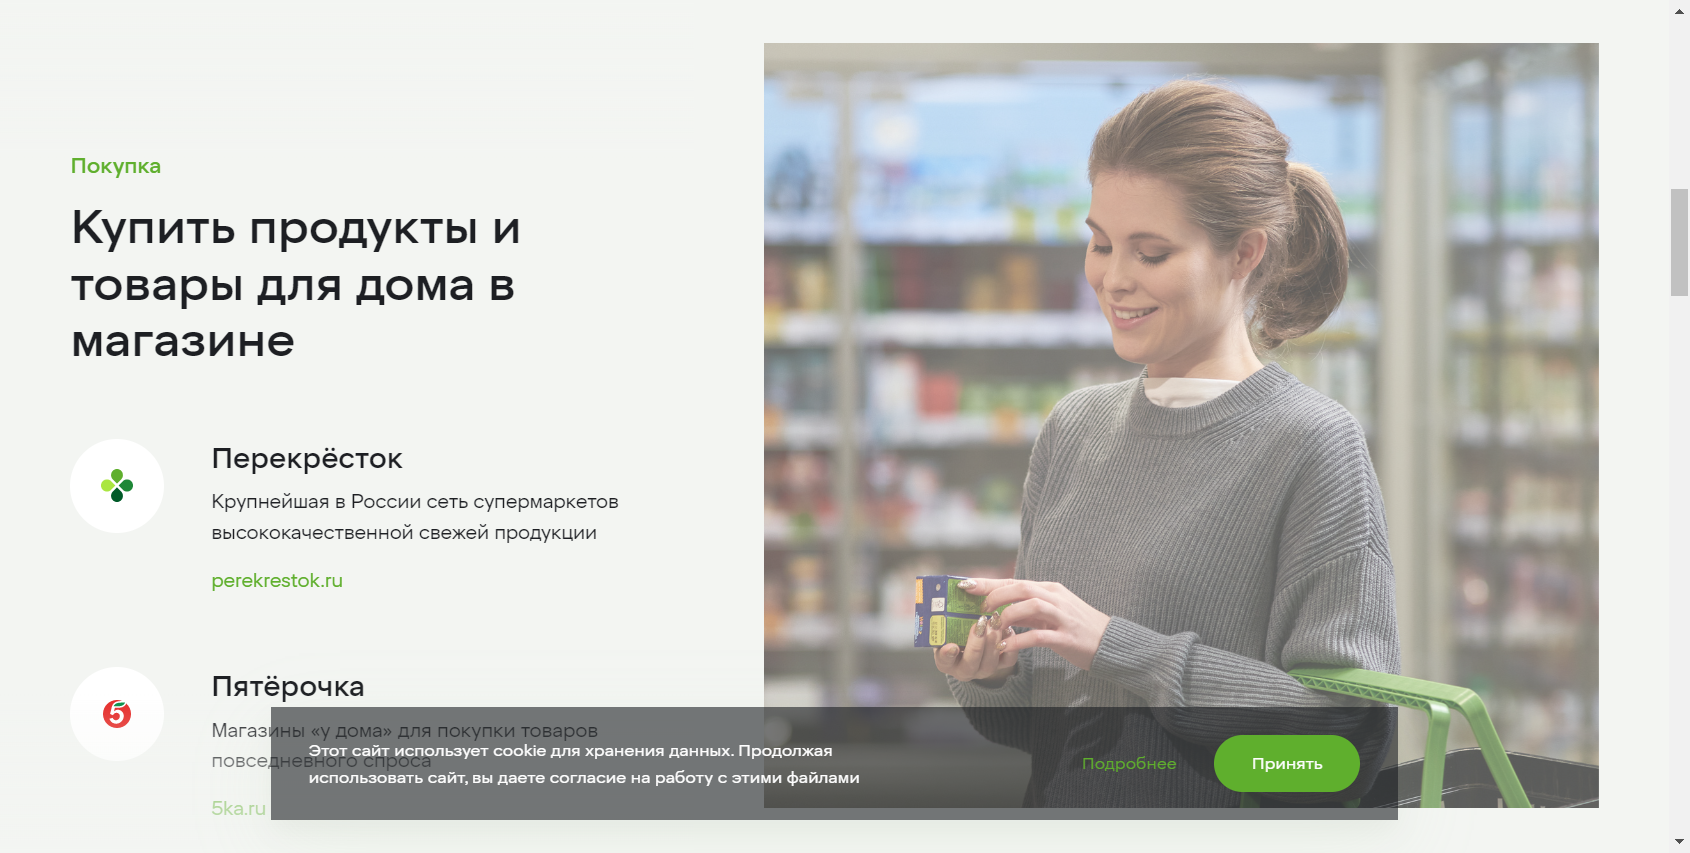 Покупка
Купить продукты и
товары для дома в
магазине
Перекрёсток
Крупнейшая в России сеть супермаркетов
высококачественной свежей продукции
perekrestok.ru
Пятёрочка
Магазины «у дома» для покупки товаров
повседневного спроса
5ka.ru
Этот сайт использует cookie для хранения данных. Продолжая
использовать сайт, вы даете согласие на работу с этими файлами
Подробнее
Принять